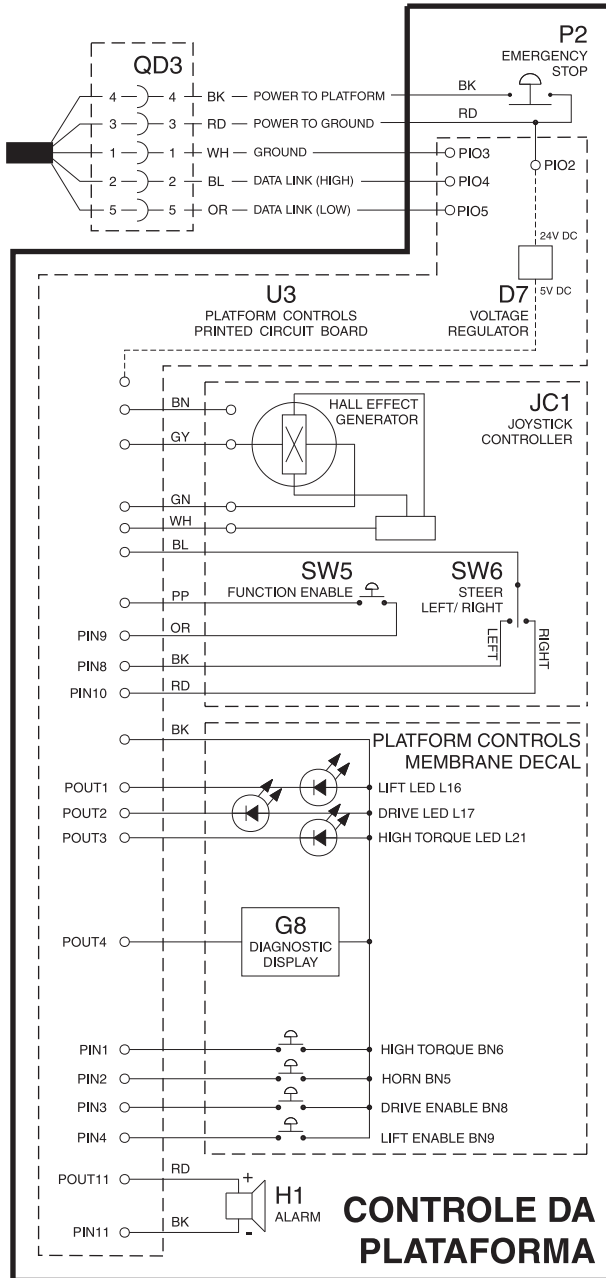 P2
EMERGENCY
STOP
QD3
4 4 BK POWER TO PLATFORM BK
3 3 RD POWER TO GROUND RD
1 1 WH GROUND PIO3
2 2 BL DATA LINK (HIGH) PIO4
5 5 OR DATA LINK (LOW) PIO5
PIO2
24V DC
5V DC
U3
PLATFORM CONTROLS
PRINTED CIRCUIT BOARD
D7
VOLTAGE
REGULATOR
JC1
JOYSTICK
CONTROLLER
HALL EFFECT
GENERATOR
BN
GY
GN
WH
BL
SW5
FUNCTION ENABLE
SW6
STEER
LEFT/ RIGHT
PP
PIN9 OR
PIN8 BK
PIN10 RD
LEFT
RIGHT
BK
PLATFORM CONTROLS
MEMBRANE DECAL
POUT1 LIFT LED L16
POUT2 DRIVE LED L17
POUT3 HIGH TORQUE LED L21
POUT4
G8
DIAGNOSTIC
DISPLAY
PIN1 HIGH TORQUE BN6
PIN2 HORN BN5
PIN3 DRIVE ENABLE BN8
PIN4 LIFT ENABLE BN9
POUT11 RD +
H1
ALARM
PIN11 BK -
CONTROLE DA
PLATAFORMA